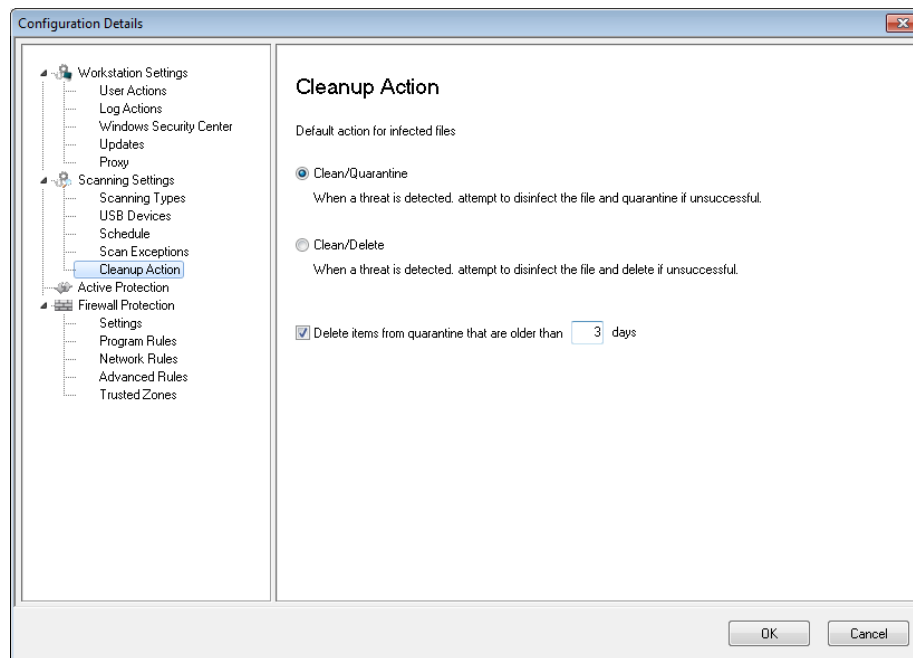 Configuration Details
Workstation Settings
User Actions
Log Actions
Windows Security Center
Updates
Proxy
Scanning Settings
Scanning Types
USB Devices
Schedule
Scan Exceptions
Cleanup Action
Active Protection
Firewall Protection
Settings
Program Rules
Network Rules
Advanced Rules
Trusted Zones
Cleanup Action
Default action for infected files
Clean/Quarantine
When a threat is detected. attempt to disinfect the file and quarantine if unsuccessful.
Clean/Delete
When a threat is detected. attempt to disinfect the file and delete if unsuccessful.
Delete items from quarantine that are older than 3 days
OK Cancel